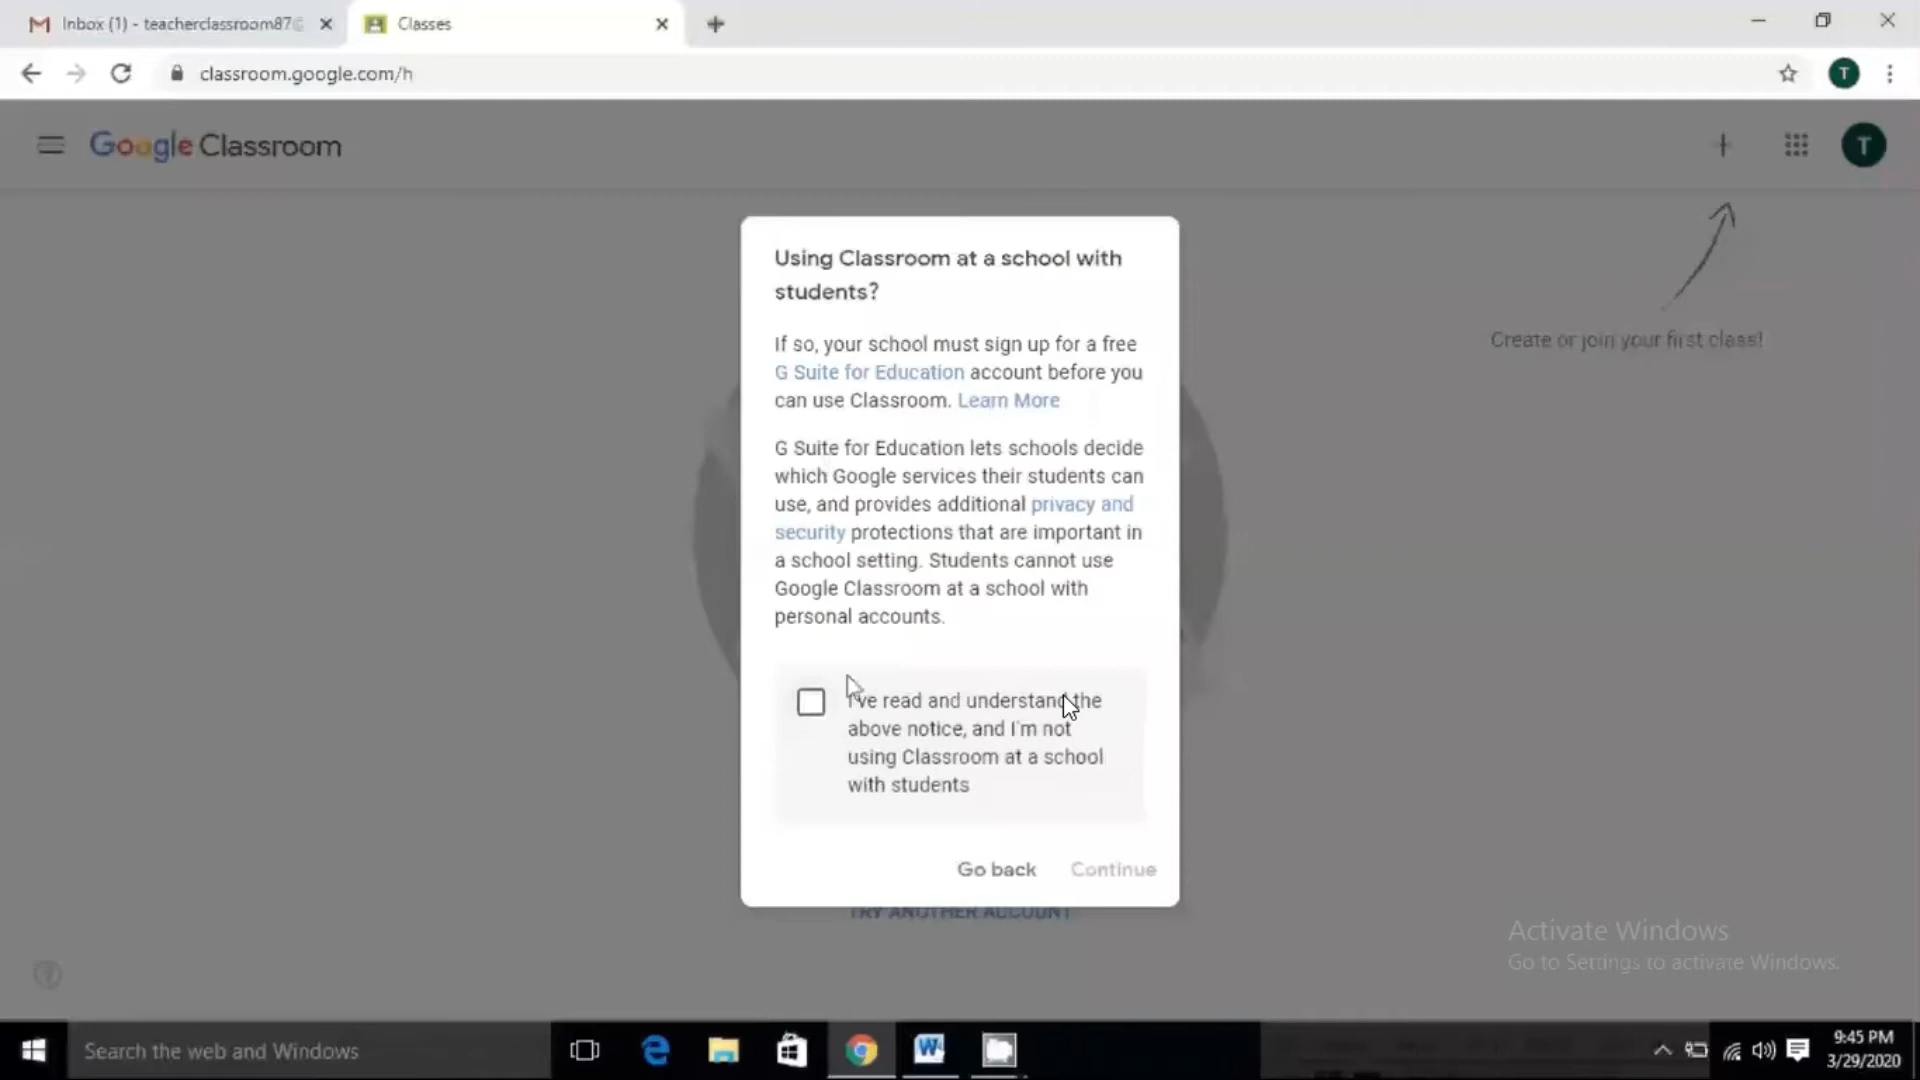 Inbox (1) - teacherclassroom87@
Classes
classroom.google.com/h
T
Google Classroom
T
Using Classroom at a school with
students?
If so, your school must sign up for a free
G Suite for Education account before you
can use Classroom. Learn More
G Suite for Education lets schools decide
which Google services their students can
use, and provides additional privacy and
security protections that are important in
a school setting. Students cannot use
Google Classroom at a school with
personal accounts.
I've read and understand the
above notice, and I'm not
using Classroom at a school
with students
Go back Continue
Create or join your first class!
TRY ANOTHER ACCOUNT
Activate Windows
Go to Settings to activate Windows.
Search the web and Windows
9:45 PM
3/29/2020